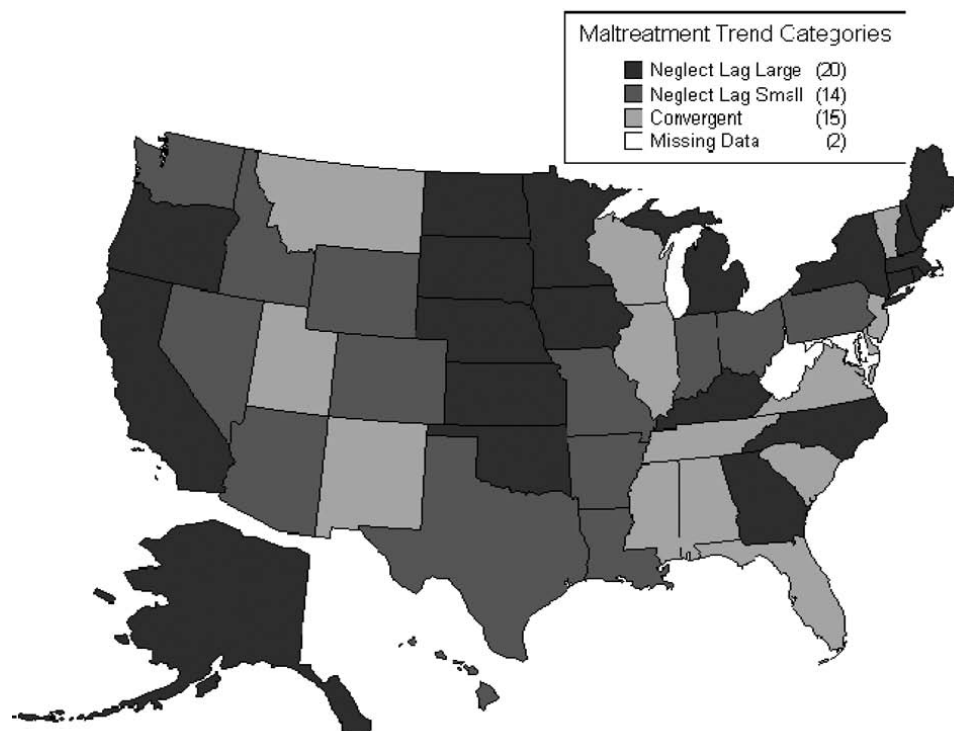 Maltreatment Trend Categories
Neglect Lag Large (20)
Neglect Lag Small (14)
Convergent (15)
Missing Data (2)